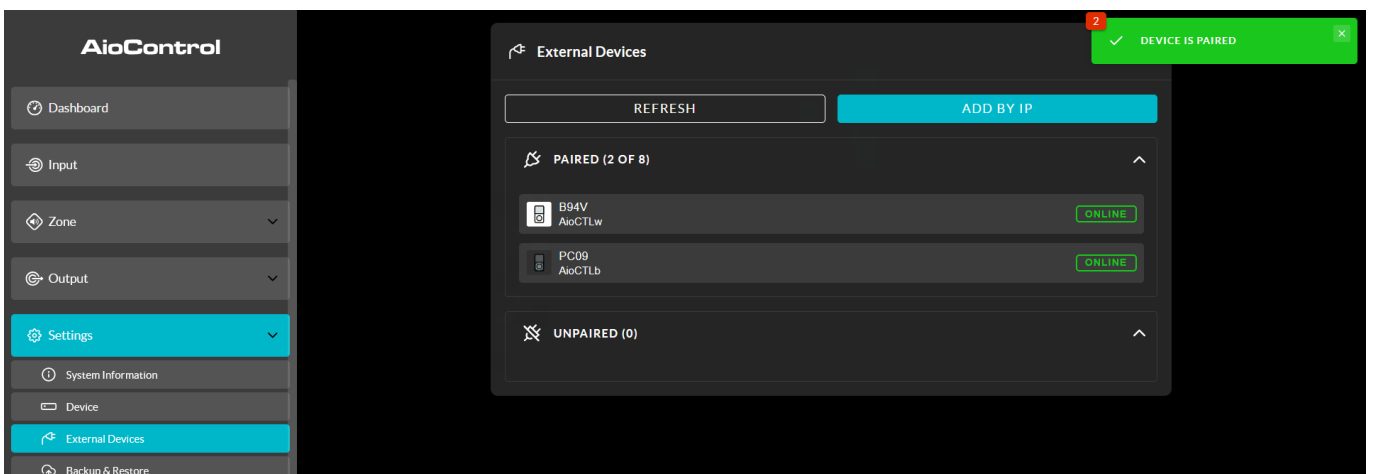 AioControl
Dashboard
Input
Zone
Output
Settings
System Information
Device
External Devices
Backup & Restore
External Devices
2
DEVICE IS PAIRED
REFRESH
ADD BY IP
PAIRED (2 OF 8)
B94V
AioCTLw
ONLINE
PC09
AioCTLb
ONLINE
UNPAIRED (0)